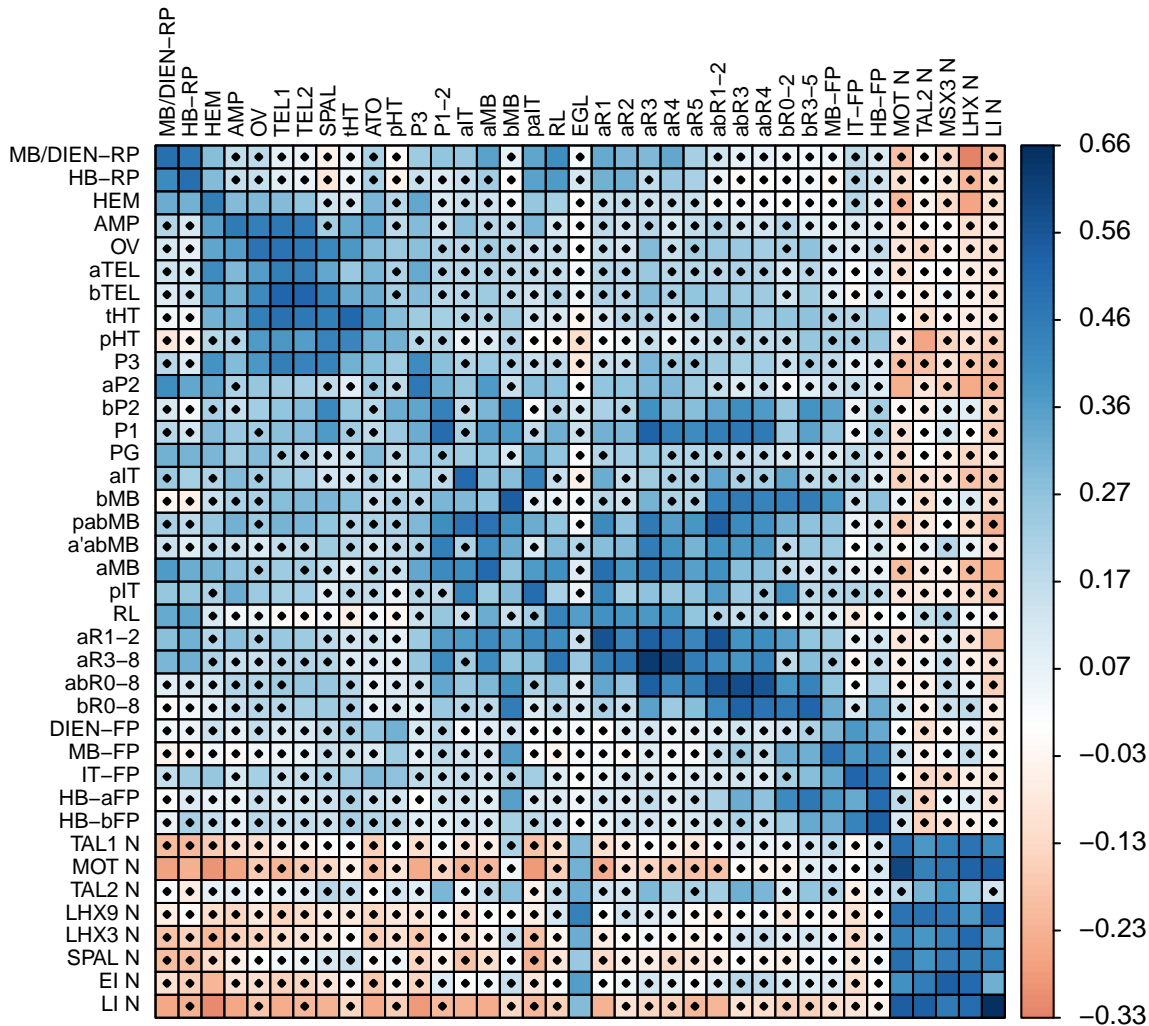 MB/DIEN−RP
HB−RP
HEM
AMP
OV
TEL1
TEL2
SPAL
tHT
ATO
pHT
P3
P1−2
aIT
aMB
bMB
paIT
RL
EGL
aR1
aR2
aR3
aR4
aR5
abR1−2
abR3
abR4
bR0−2
bR3−5
MB−FP
IT−FP
HB−FP
MOT N
TAL2 N
MSX3 N
LHX N
LI N
MB/DIEN−RP
HB−RP
HEM
AMP
OV
aTEL
bTEL
tHT
pHT
P3
aP2
bP2
P1
PG
aIT
bMB
pabMB
a'abMB
aMB
pIT
RL
aR1−2
aR3−8
abR0−8
bR0−8
DIEN−FP
MB−FP
IT−FP
HB−aFP
HB−bFP
TAL1 N
MOT N
TAL2 N
LHX9 N
LHX3 N
SPAL N
EI N
LI N
0.66
0.56
0.46
0.36
0.27
0.17
0.07
−0.03
−0.13
−0.23
−0.33